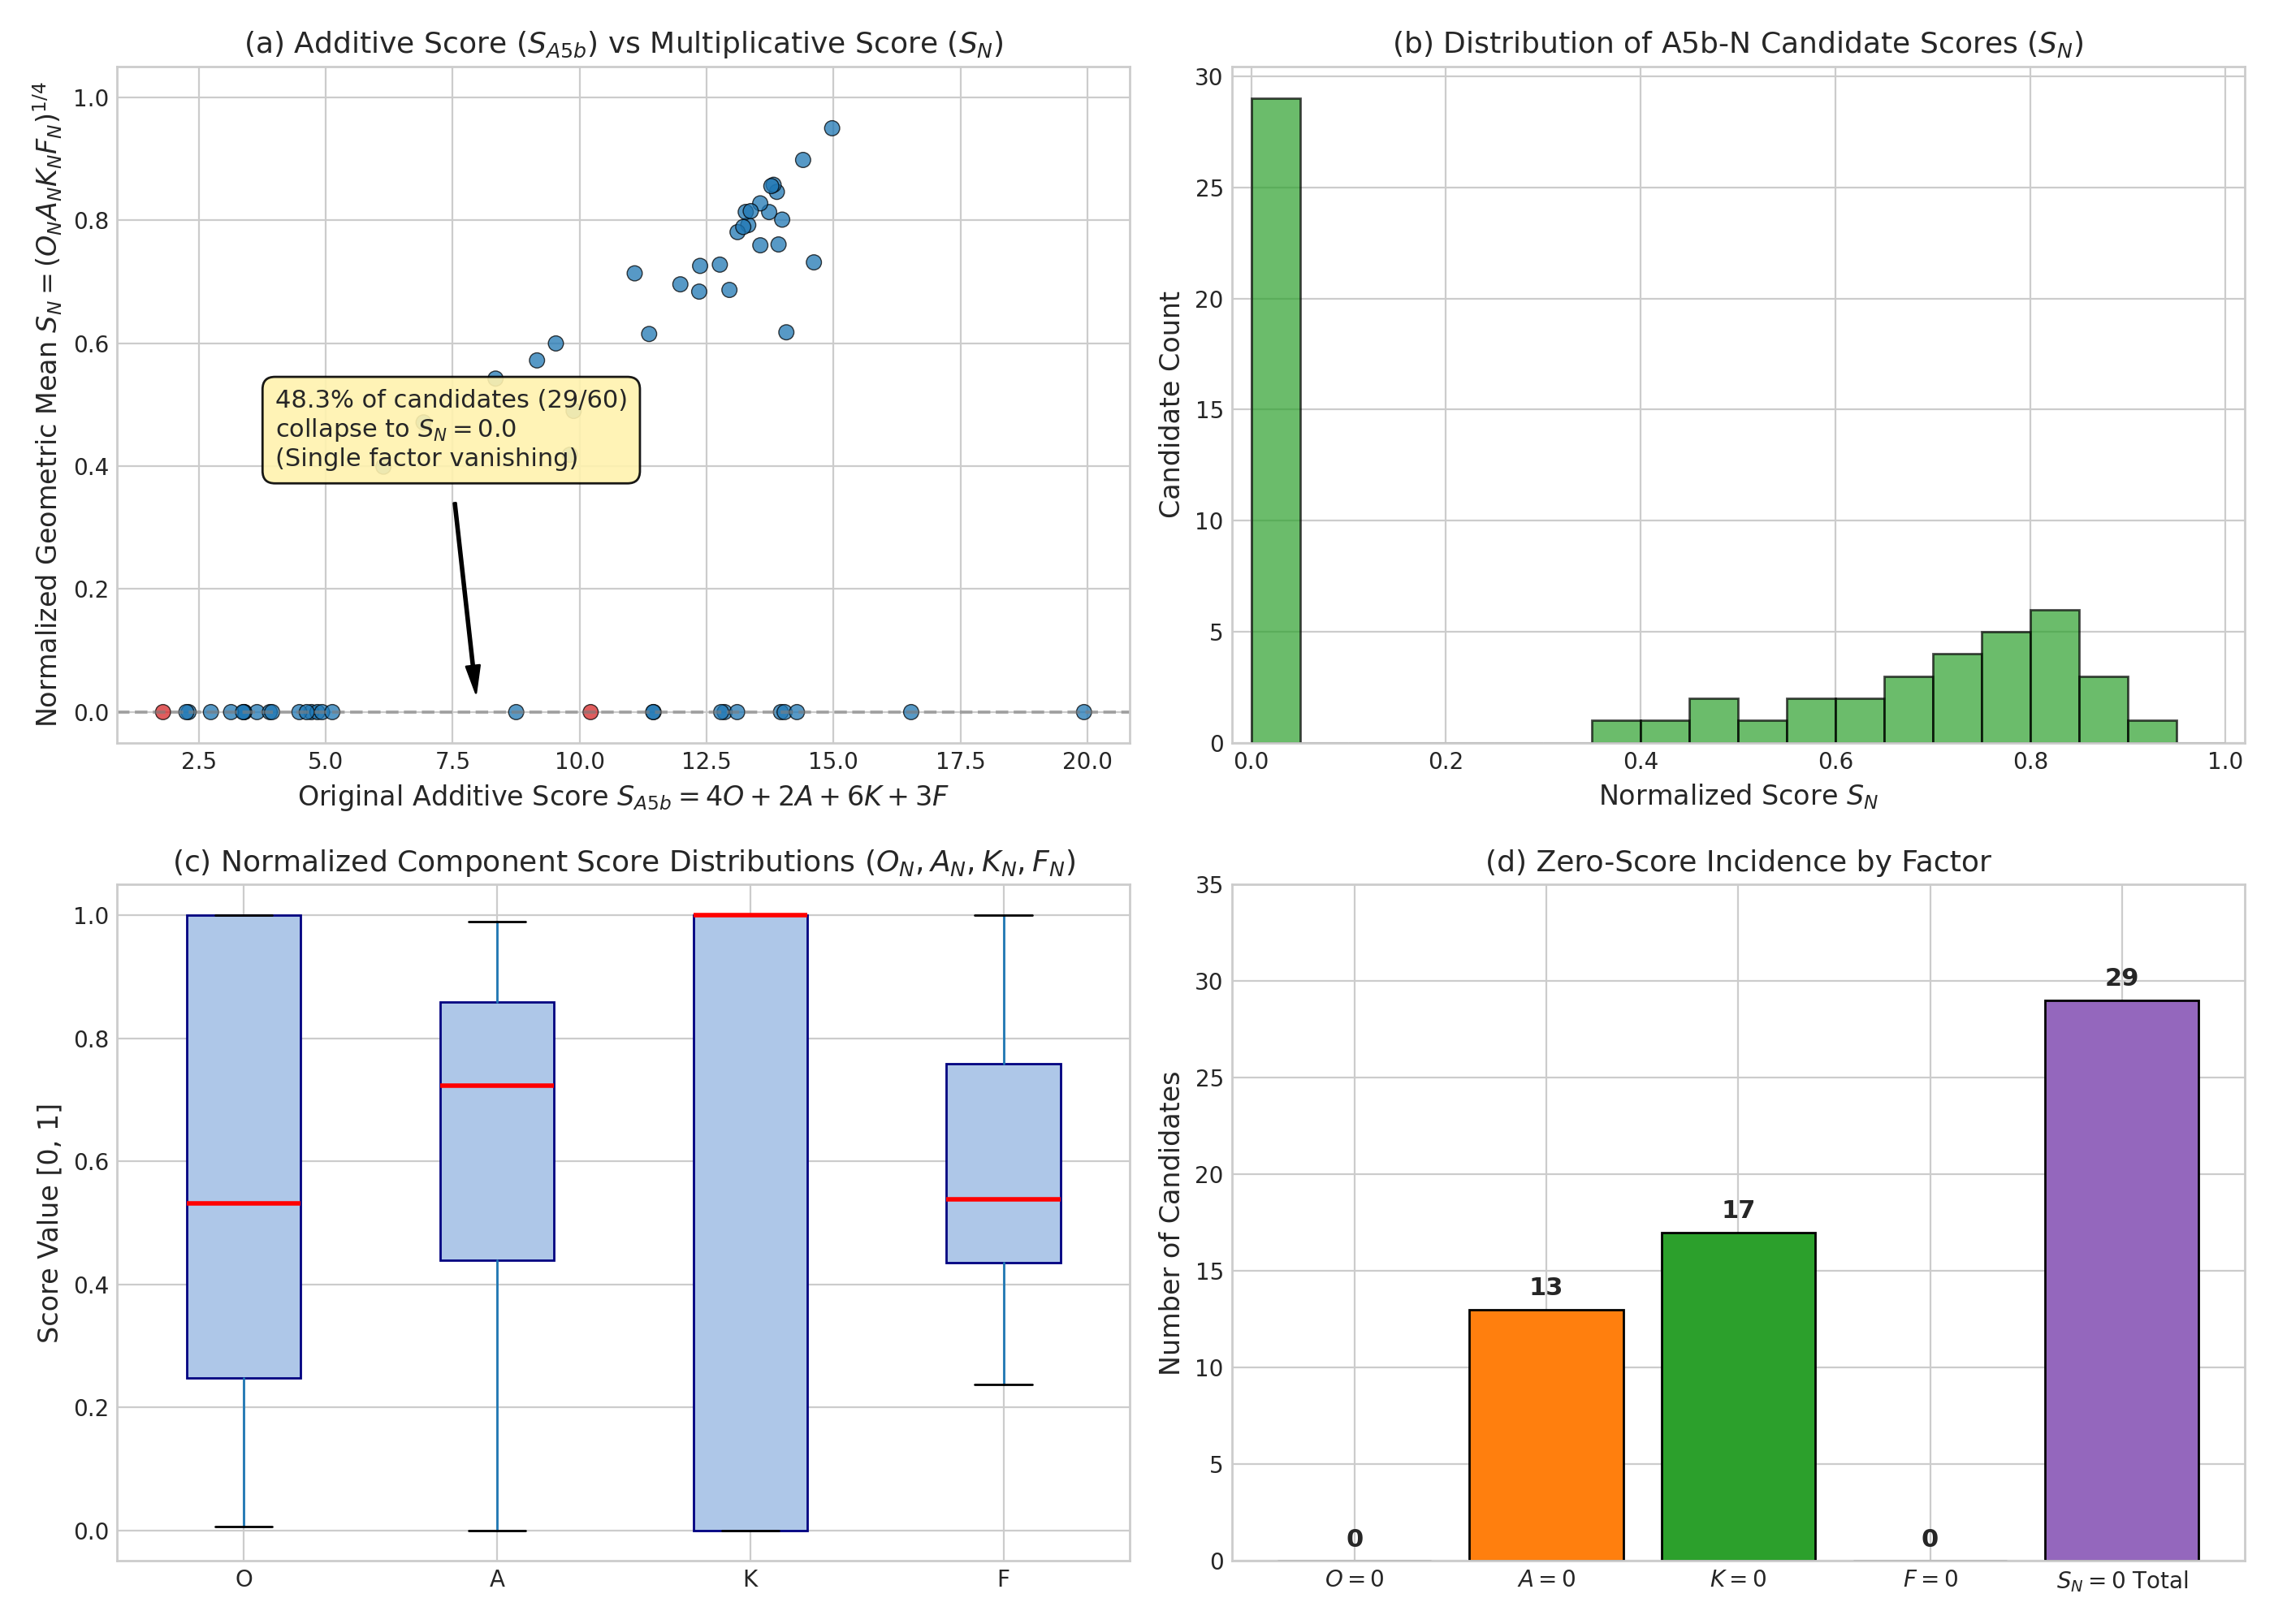 (a) Additive Score (S_{A5b}) vs Multiplicative Score (S_N)
Normalized Geometric Mean S_N = (O_N A_N K_N F_N)^{1/4}
1.0
0.8
0.6
0.4
0.2
0.0
48.3% of candidates (29/60)
collapse to S_N = 0.0
(Single factor vanishing)
2.5 5.0 7.5 10.0 12.5 15.0 17.5 20.0
Original Additive Score S_{A5b} = 4O + 2A + 6K + 3F
(b) Distribution of A5b-N Candidate Scores (S_N)
Candidate Count
30
25
20
15
10
5
0
0.0 0.2 0.4 0.6 0.8 1.0
Normalized Score S_N
(c) Normalized Component Score Distributions (O_N, A_N, K_N, F_N)
Score Value [0, 1]
1.0
0.8
0.6
0.4
0.2
0.0
O A K F
(d) Zero-Score Incidence by Factor
Number of Candidates
35
30
25
20
15
10
5
0
0
13
17
0
29
O = 0 A = 0 K = 0 F = 0 S_N = 0 Total